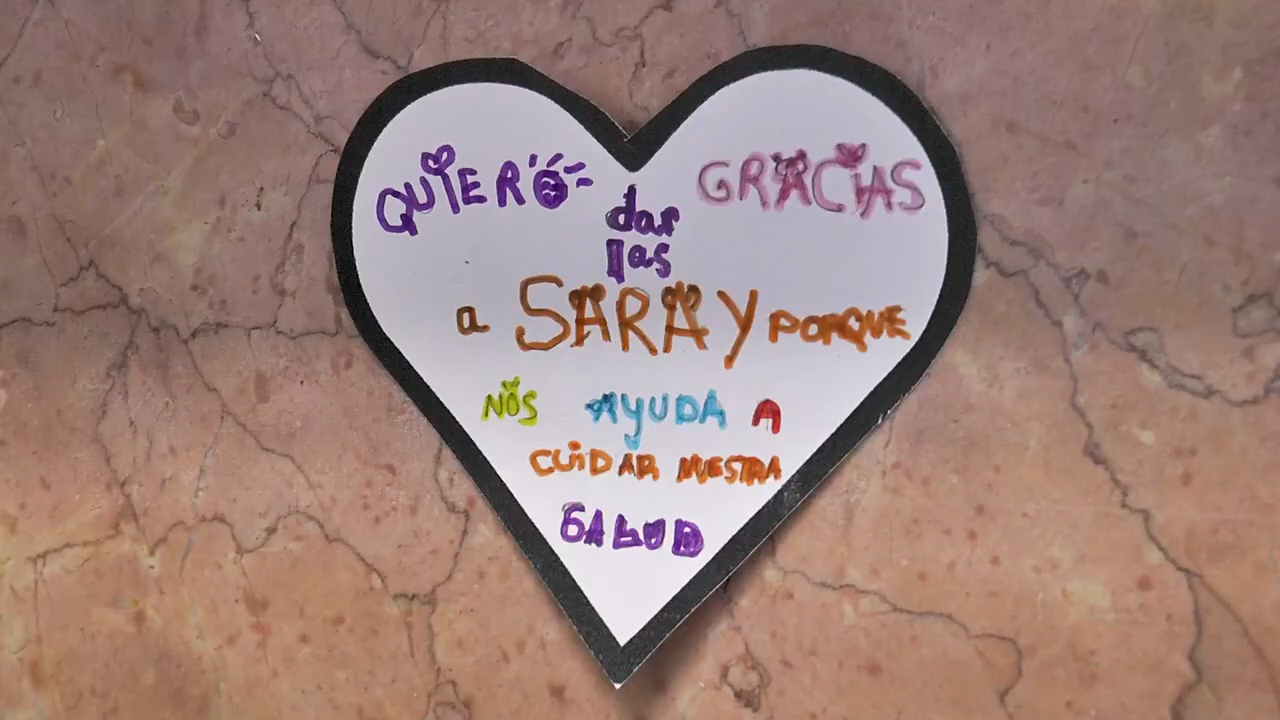 QUIERO dar las GRACIAS
a SARAY PORQUE
NOS AYUDA A
CUIDAR NUESTRA
SALUD